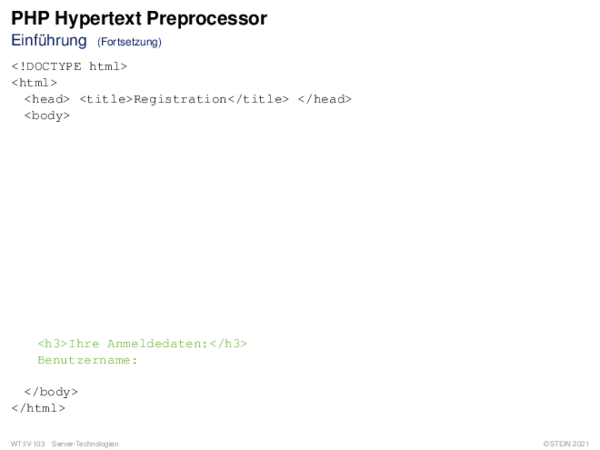 PHP Hypertext Preprocessor
Einführung (Fortsetzung)
<!DOCTYPE html>
<html>
<head> <title>Registration</title> </head>
<body>
<h3>Ihre Anmeldedaten:</h3>
Benutzername:
</body>
</html>
WT:IV-103 Server-Technologien ©STEIN 2021